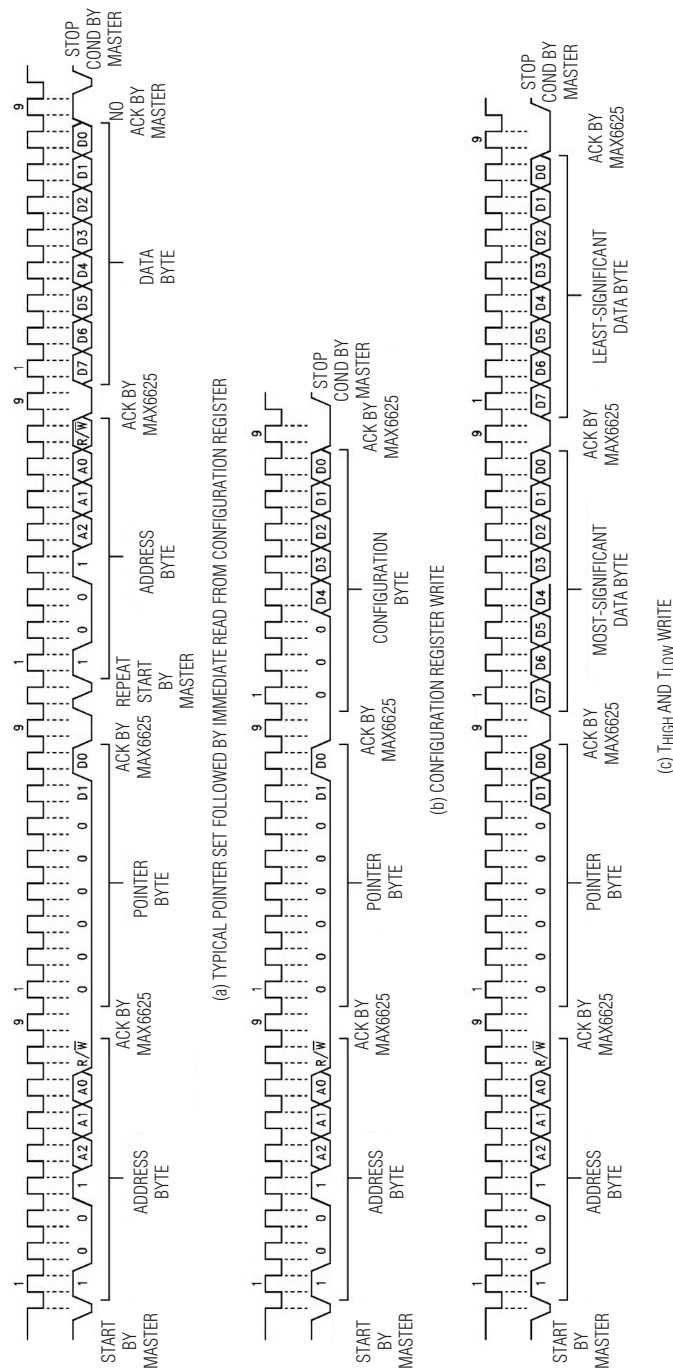 1 9 1 9 1 9 1 9
1 0 0 1 A2 A1 A0 R/W̅ 0 0 0 0 0 0 D1 D0 1 0 0 1 A2 A1 A0 R/W̅ D7 D6 D5 D4 D3 D2 D1 D0
START
BY
MASTER
ADDRESS
BYTE
ACK BY
MAX6625
POINTER
BYTE
ACK BY
MAX6625
REPEAT
START
BY
MASTER
ADDRESS
BYTE
ACK BY
MAX6625
DATA
BYTE
NO
ACK BY
MASTER
STOP
COND BY
MASTER
(a) TYPICAL POINTER SET FOLLOWED BY IMMEDIATE READ FROM CONFIGURATION REGISTER
1 9 1 9 1 9
1 0 0 1 A2 A1 A0 R/W̅ 0 0 0 0 0 0 D1 D0 0 0 0 D4 D3 D2 D1 D0
START
BY
MASTER
ADDRESS
BYTE
ACK BY
MAX6625
POINTER
BYTE
ACK BY
MAX6625
CONFIGURATION
BYTE
ACK BY
MAX6625
STOP
COND BY
MASTER
(b) CONFIGURATION REGISTER WRITE
1 9 1 9 1 9 1 9
1 0 0 1 A2 A1 A0 R/W̅ 0 0 0 0 0 0 D1 D0 D7 D6 D5 D4 D3 D2 D1 D0 D7 D6 D5 D4 D3 D2 D1 D0
START
BY
MASTER
ADDRESS
BYTE
ACK BY
MAX6625
POINTER
BYTE
ACK BY
MAX6625
MOST-SIGNIFICANT
DATA BYTE
ACK BY
MAX6625
LEAST-SIGNIFICANT
DATA BYTE
ACK BY
MAX6625
STOP
COND BY
MASTER
(c) THIGH AND TLOW WRITE